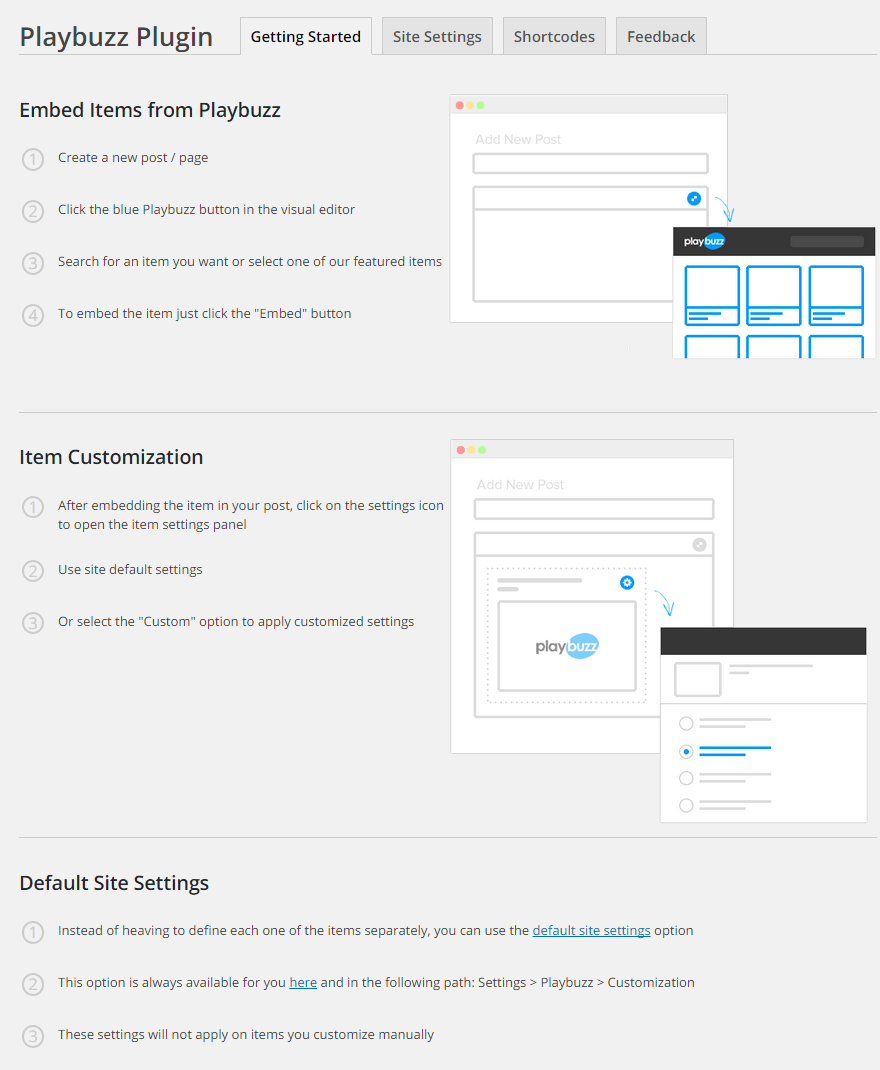 Playbuzz Plugin
Getting Started
Site Settings
Shortcodes
Feedback
Embed Items from Playbuzz
1 Create a new post / page
2 Click the blue Playbuzz button in the visual editor
3 Search for an item you want or select one of our featured items
4 To embed the item just click the "Embed" button
Add New Post
playbuzz
Item Customization
1 After embedding the item in your post, click on the settings icon
to open the item settings panel
2 Use site default settings
3 Or select the "Custom" option to apply customized settings
Add New Post
playbuzz
Default Site Settings
1 Instead of heaving to define each one of the items separately, you can use the default site settings option
2 This option is always available for you here and in the following path: Settings > Playbuzz > Customization
3 These settings will not apply on items you customize manually